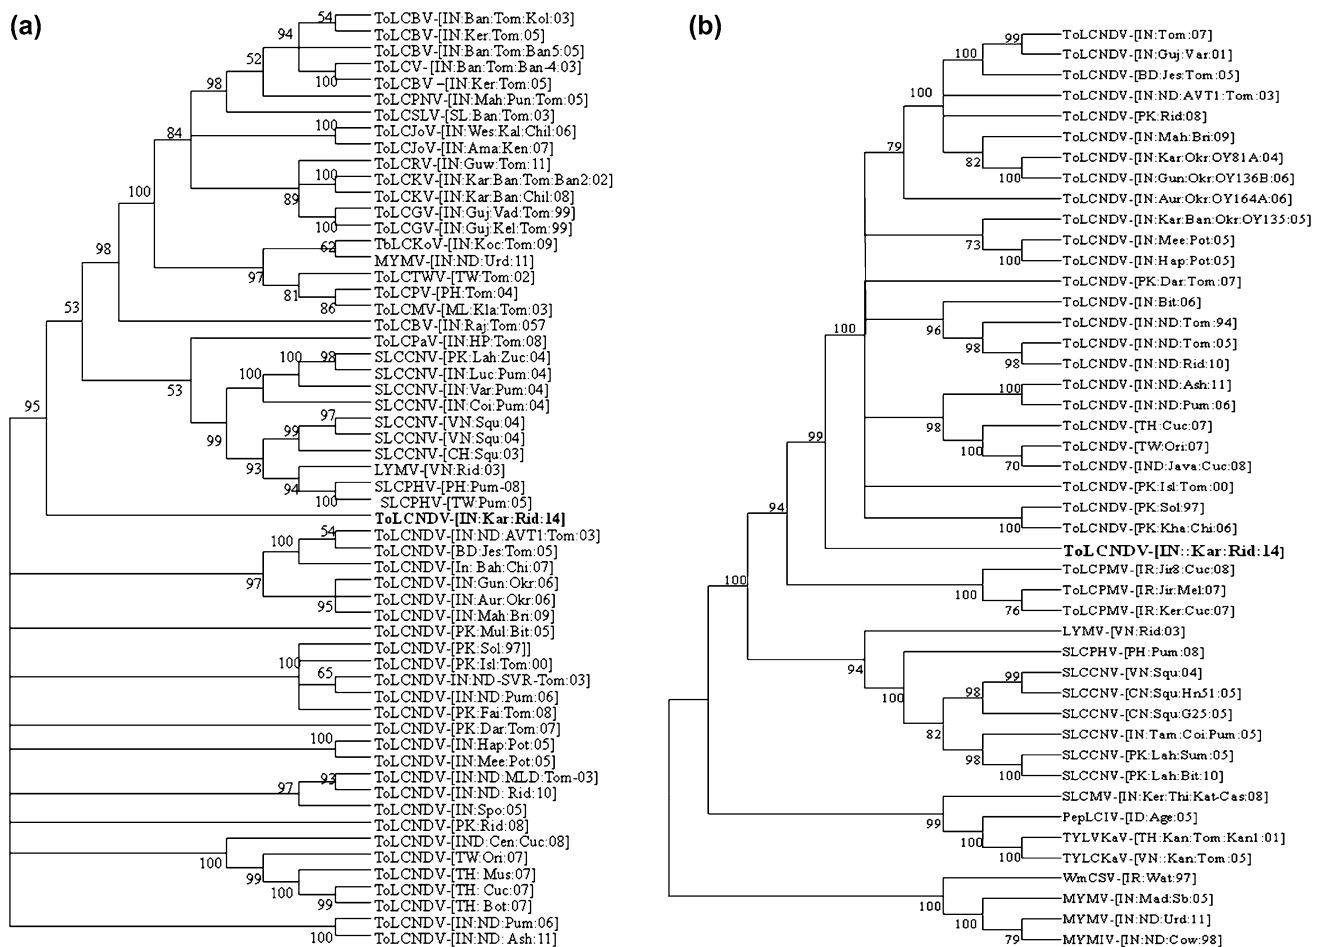 (a)
54
ToLCBV-[IN:Ban:Tom:Kol:03]
94
ToLCBV-[IN:Ker:Tom:05]
52
ToLCBV-[IN:Ban:Tom:Ban5:05]
ToLCV-[IN:Ban:Tom:Ban-4:03]
100
ToLCBV-[IN:Ker:Tom:05]
98
ToLCPNV-[IN:Mah:Pun:Tom:05]
ToLCSLV-[SL:Ban:Tom:03]
84
100
ToLCJoV-[IN:Wes:Kal:Chil:06]
ToLCJoV-[IN:Ama:Ken:07]
ToLCRV-[IN:Guw:Tom:11]
100
ToLCKV-[IN:Kar:Ban:Tom:Ban2:02]
100
89
ToLCKV-[IN:Kar:Ban:Chil:08]
ToLCGV-[IN:Guj:Vad:Tom:99]
100
ToLCGV-[IN:Guj:Kel:Tom:99]
98
62
TbLCKoV-[IN:Koc:Tom:09]
MYMV-[IN:ND:Urd:11]
97
ToLCTWV-[TW:Tom:02]
81
ToLCPV-[PH:Tom:04]
53
86
ToLCMV-[ML:Kla:Tom:03]
ToLCBV-[IN:Raj:Tom:057
ToLCPaV-[IN:HP:Tom:08]
100
98
SLCCNV-[PK:Lah:Zuc:04]
100
SLCCNV-[IN:Luc:Pum:04]
53
SLCCNV-[IN:Var:Pum:04]
95
SLCCNV-[IN:Coi:Pum:04]
97
SLCCNV-[VN:Squ:04]
99
99
SLCCNV-[VN:Squ:04]
SLCCNV-[CH:Squ:03]
93
LYMV-[VN:Rid:03]
94
SLCPHV-[PH:Pum-08]
100
SLCPHV-[TW:Pum:05]
ToLCNDV-[IN:Kar:Rid:14]
54
ToLCNDV-[IN:ND:AVT1:Tom:03]
100
ToLCNDV-[BD:Jes:Tom:05]
ToLCNDV-[In:Bah:Chi:07]
97
ToLCNDV-[IN:Gun:Okr:06]
ToLCNDV-[IN:Aur:Okr:06]
95
ToLCNDV-[IN:Mah:Bri:09]
ToLCNDV-[PK:Mul:Bit:05]
ToLCNDV-[PK:Sol:97]]
100
ToLCNDV-[PK:Isl:Tom:00]
65
ToLCNDV-IN:ND-SVR-Tom:03]
ToLCNDV-[IN:ND:Pum:06]
ToLCNDV-[PK:Fai:Tom:08]
ToLCNDV-[PK:Dar:Tom:07]
100
ToLCNDV-[IN:Hap:Pot:05]
ToLCNDV-[IN:Mee:Pot:05]
93
ToLCNDV-[IN:ND:MLD:Tom-03]
97
ToLCNDV-[IN:ND: Rid:10]
ToLCNDV-[IN:Spo:05]
ToLCNDV-[PK:Rid:08]
ToLCNDV-[IND:Cen:Cuc:08]
100
ToLCNDV-[TW:Ori:07]
99
ToLCNDV-[TH: Mus:07]
100
ToLCNDV-[TH: Cuc:07]
99
ToLCNDV-[TH: Bot:07]
ToLCNDV-[IN:ND:Pum:06]
100
ToLCNDV-[IN:ND: Ash:11]
(b)
99
ToLCNDV-[IN:Tom:07]
100
ToLCNDV-[IN:Guj:Var:01]
ToLCNDV-[BD:Jes:Tom:05]
100
ToLCNDV-[IN:ND:AVT1:Tom:03]
ToLCNDV-[PK:Rid:08]
ToLCNDV-[IN:Mah:Bri:09]
79
82
ToLCNDV-[IN:Kar:Okr:OY81A:04]
100
ToLCNDV-[IN:Gun:Okr:OY136B:06]
ToLCNDV-[IN:Aur:Okr:OY164A:06]
ToLCNDV-[IN:Kar:Ban:Okr:OY135:05]
73
ToLCNDV-[IN:Mee:Pot:05]
100
ToLCNDV-[IN:Hap:Pot:05]
ToLCNDV-[PK:Dar:Tom:07]
ToLCNDV-[IN:Bit:06]
100
96
ToLCNDV-[IN:ND:Tom:94]
98
ToLCNDV-[IN:ND:Tom:05]
98
ToLCNDV-[IN:ND:Rid:10]
100
ToLCNDV-[IN:ND:Ash:11]
ToLCNDV-[IN:ND:Pum:06]
98
ToLCNDV-[TH:Cuc:07]
99
100
ToLCNDV-[TW:Ori:07]
70
ToLCNDV-[IND:Java:Cuc:08]
ToLCNDV-[PK:Isl:Tom:00]
94
ToLCNDV-[PK:Sol:97]
100
ToLCNDV-[PK:Kha:Chi:06]
ToLCNDV-[IN::Kar:Rid:14]
ToLCPMV-[IR:Jir8:Cuc:08]
100
100
ToLCPMV-[IR:Jir:Mel:07]
76
ToLCPMV-[IR:Ker:Cuc:07]
LYMV-[VN:Rid:03]
94
SLCPHV-[PH:Pum:08]
99
SLCCNV-[VN:Squ:04]
100
98
SLCCNV-[CN:Squ:Hn51:05]
SLCCNV-[CN:Squ:G25:05]
82
SLCCNV-[IN:Tam:Coi:Pum:05]
98
SLCCNV-[PK:Lah:Sum:05]
100
SLCCNV-[PK:Lah:Bit:10]
SLCMV-[IN:Ker:Thi:Kat-Cas:08]
99
PepLCIV-[ID:Age:05]
100
TYLVKaV-[TH:Kan:Tom:Kan1:01]
100
TYLCKaV-[VN::Kan:Tom:05]
WmCSV-[IR:Wat:97]
100
MYMV-[IN:Mad:Sb:05]
100
MYMV-[IN:ND:Urd:11]
79
MYMIV-[IN:ND:Cow:98]